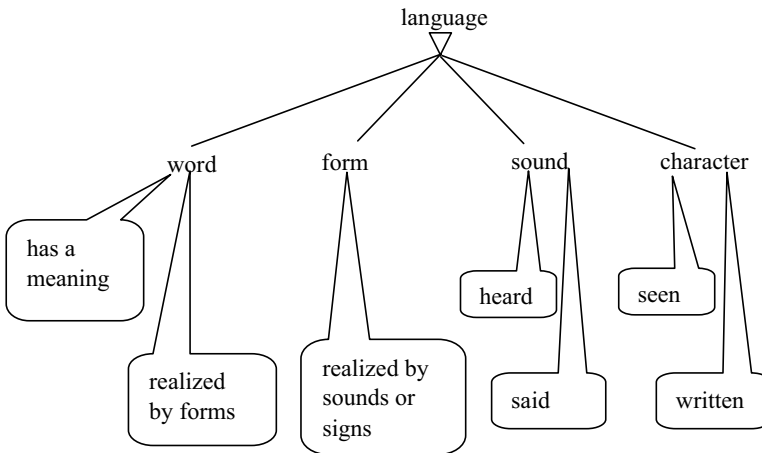 language
word
form
sound
character
has a
meaning
heard
seen
realized
by forms
realized by
sounds or
signs
said
written